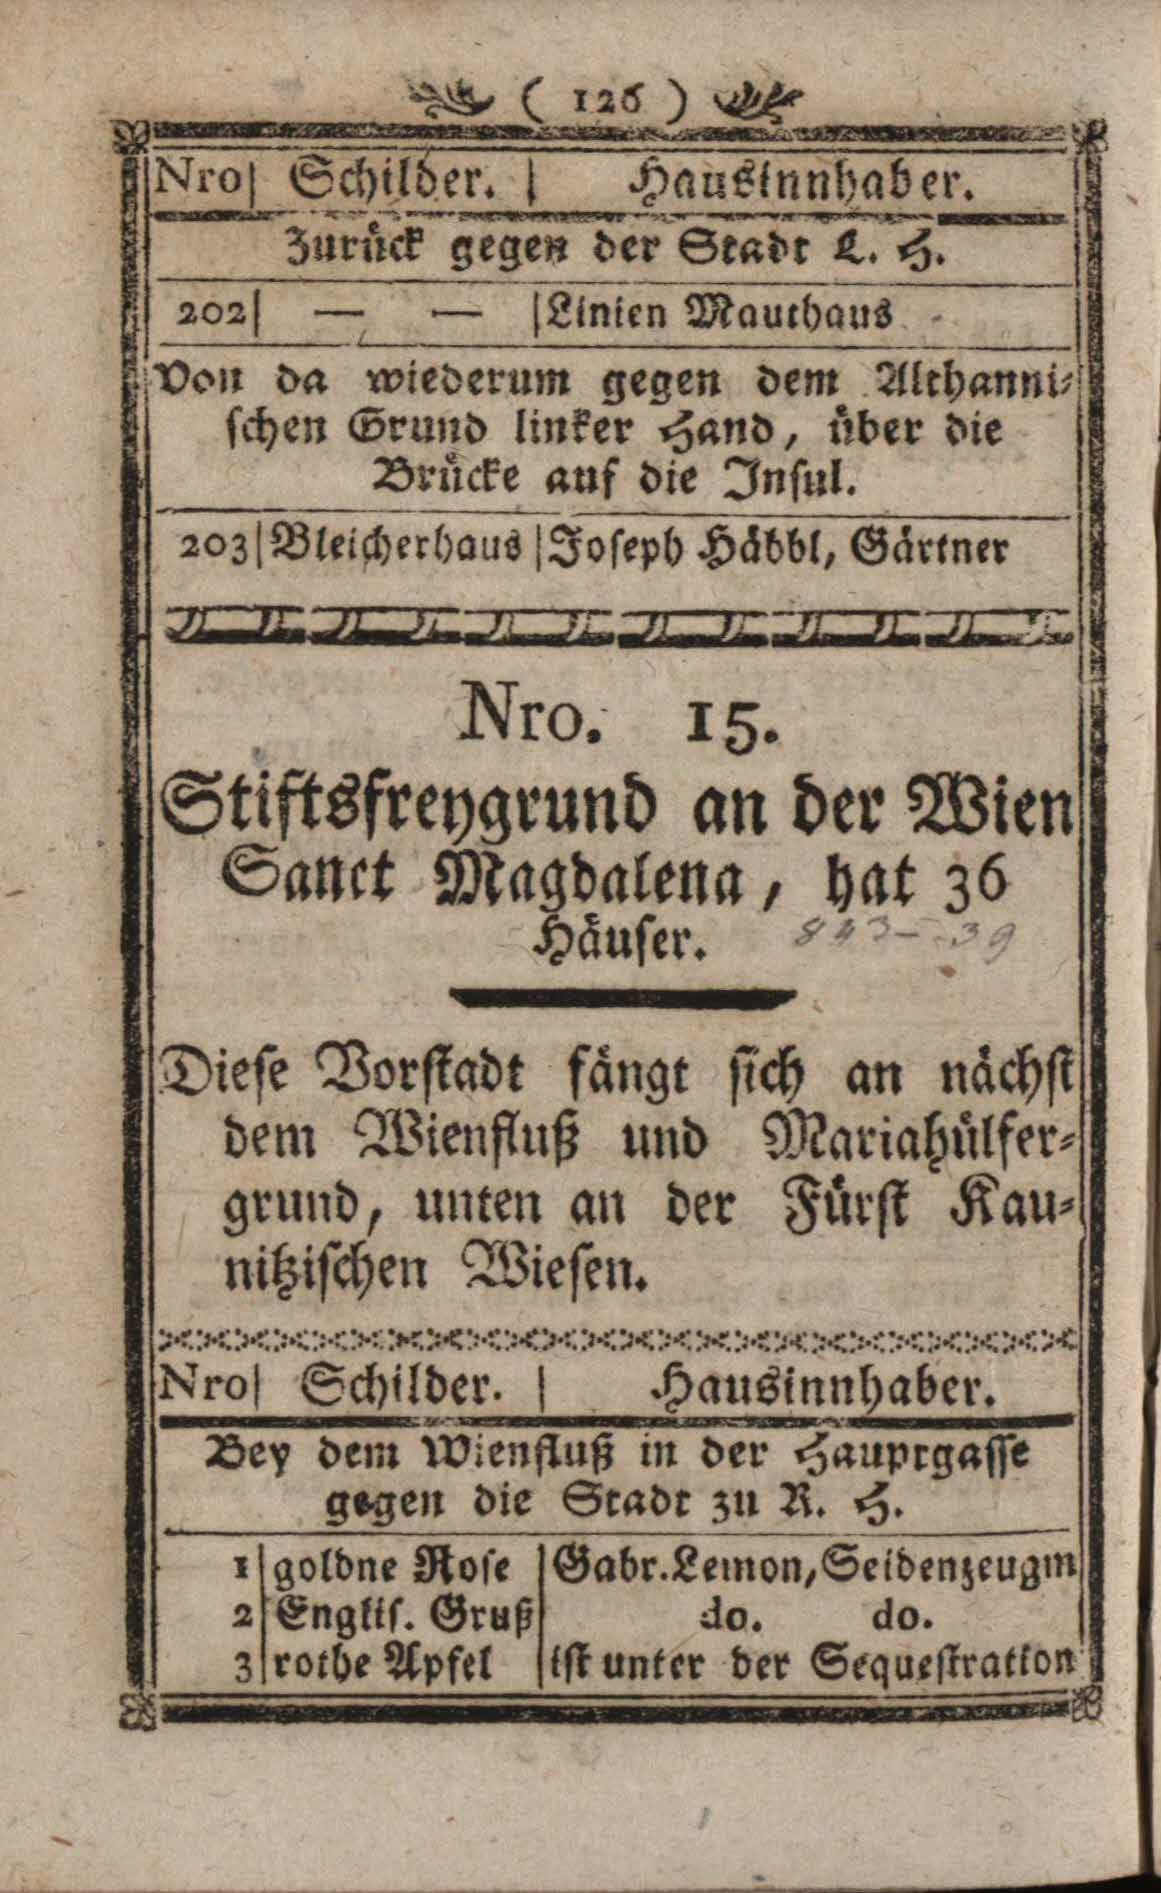 ( 126 )
Nro | Schilder. | Hausinnhaber.
Zurück gegen der Stadt L. H.
202 | — — | Linien Mauthaus
Von da wiederum gegen dem Althanni-
schen Grund linker Hand, über die
Brücke auf die Insul.
203 | Bleicherhaus | Joseph Häbbl, Gärtner
Nro. 15.
Stiftsfreygrund an der Wien
Sanct Magdalena, hat 36
Häuser. 843 – 39
Diese Vorstadt fängt sich an nächst
dem Wienfluß und Mariahülfer-
grund, unten an der Fürst Kau-
nitzischen Wiesen.
Nro | Schilder. | Hausinnhaber.
Bey dem Wienfluß in der Hauptgasse
gegen die Stadt zu R. H.
1 | goldne Rose | Gabr. Lemon, Seidenzeugm
2 | Englis. Gruß | do. do.
3 | rothe Apfel | ist unter der Sequestration